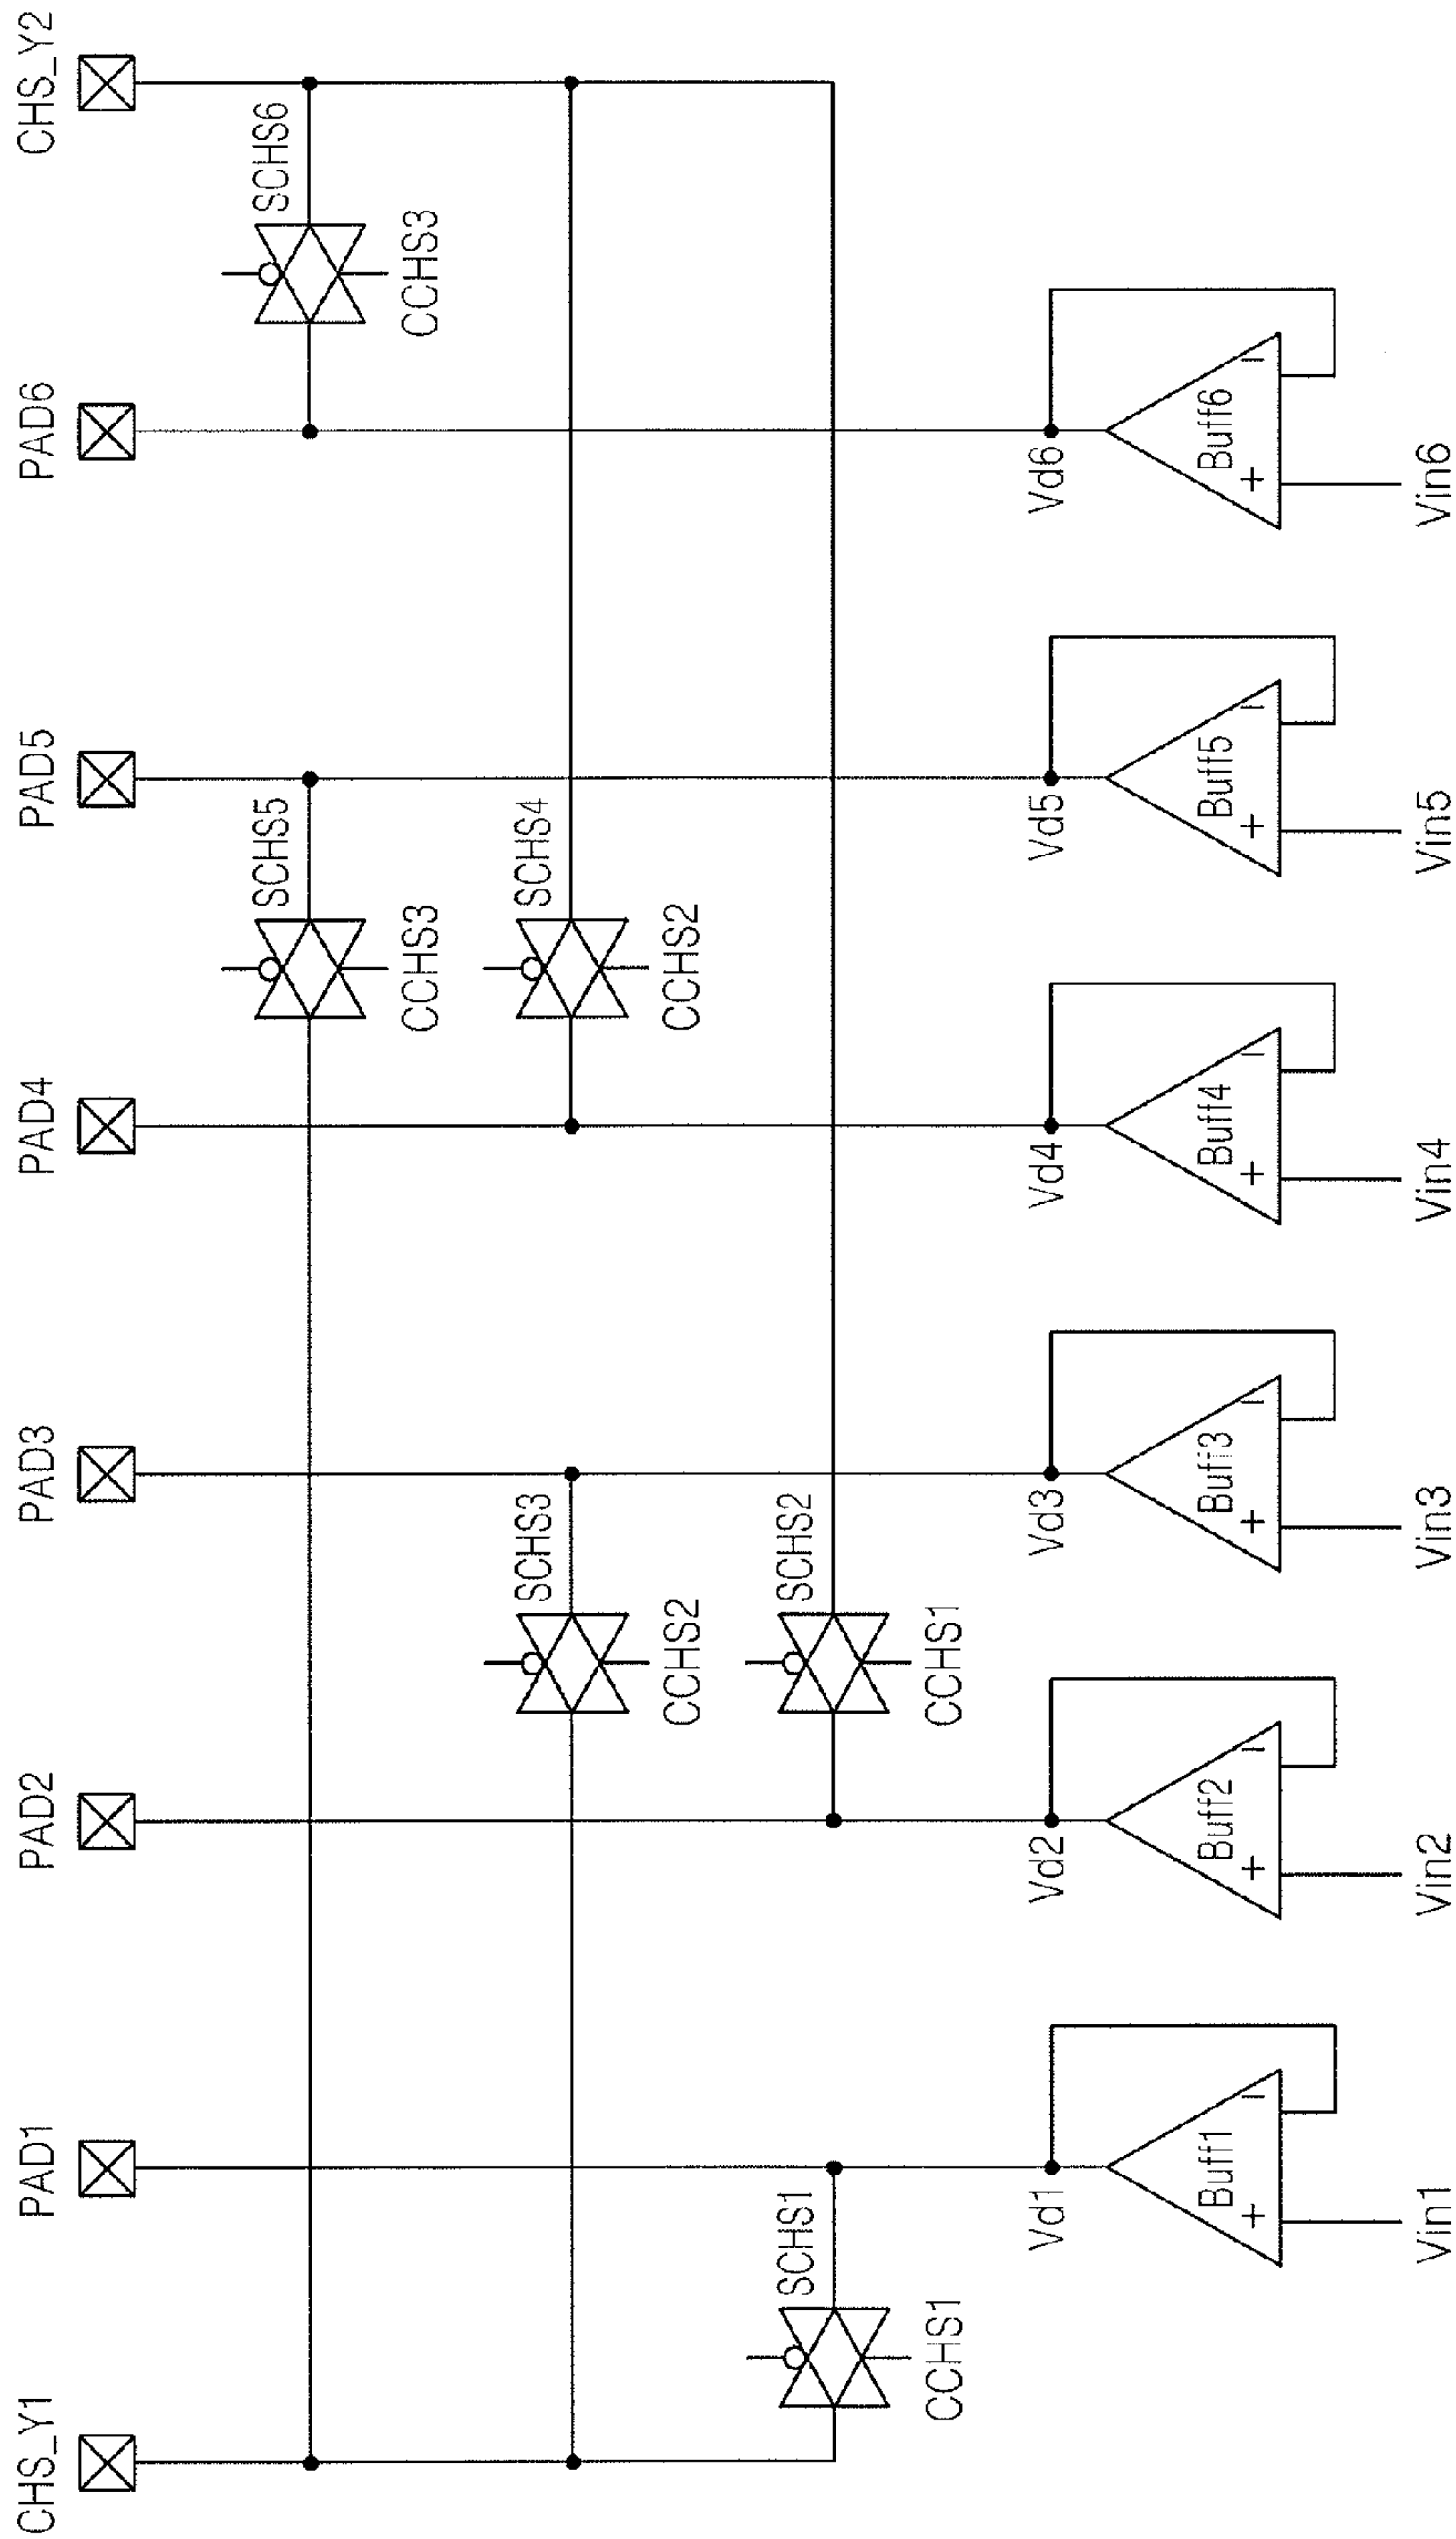 CHS_Y1
PAD1
PAD2
PAD3
PAD4
PAD5
PAD6
CHS_Y2
SCHS5
CCHS3
SCHS6
CCHS3
SCHS3
CCHS2
SCHS4
CCHS2
SCHS1
CCHS1
SCHS2
CCHS1
Vd1
Vd2
Vd3
Vd4
Vd5
Vd6
Buff1
+ −
Buff2
+ −
Buff3
+ −
Buff4
+ −
Buff5
+ −
Buff6
+ −
Vin1
Vin2
Vin3
Vin4
Vin5
Vin6